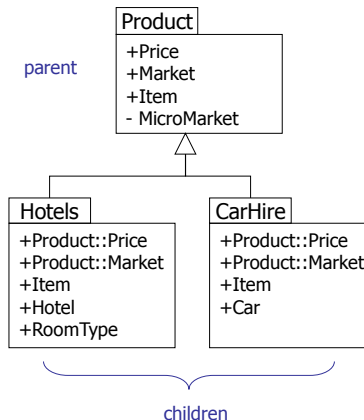 Product
parent
+Price
+Market
+Item
- MicroMarket
Hotels
+Product::Price
+Product::Market
+Item
+Hotel
+RoomType
CarHire
+Product::Price
+Product::Market
+Item
+Car
children